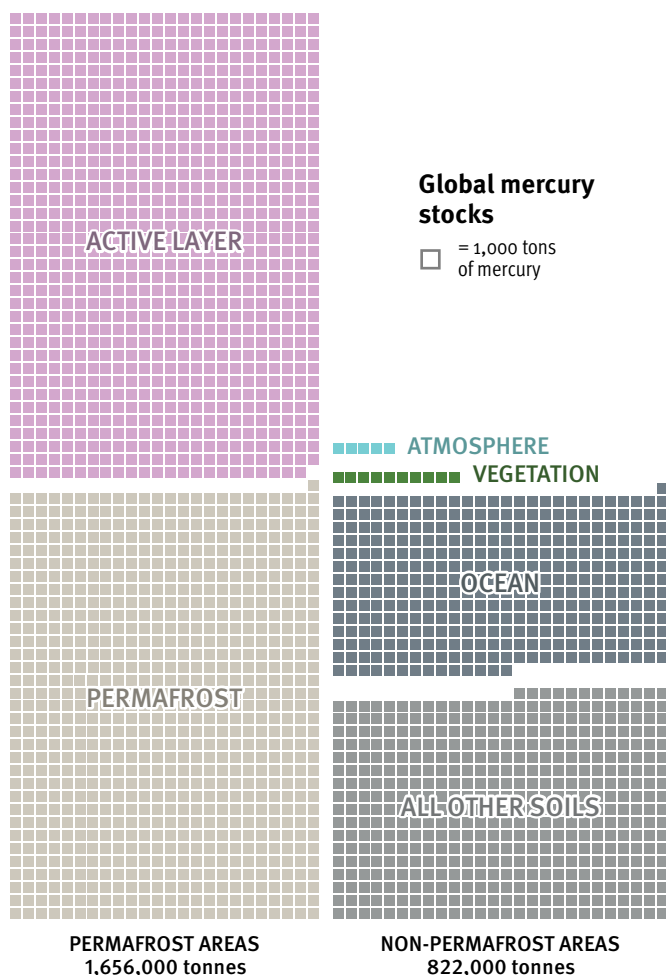 Global mercury
stocks
= 1,000 tons
of mercury
ACTIVE LAYER
ATMOSPHERE
VEGETATION
OCEAN
PERMAFROST
ALL OTHER SOILS
PERMAFROST AREAS
1,656,000 tonnes
NON-PERMAFROST AREAS
822,000 tonnes